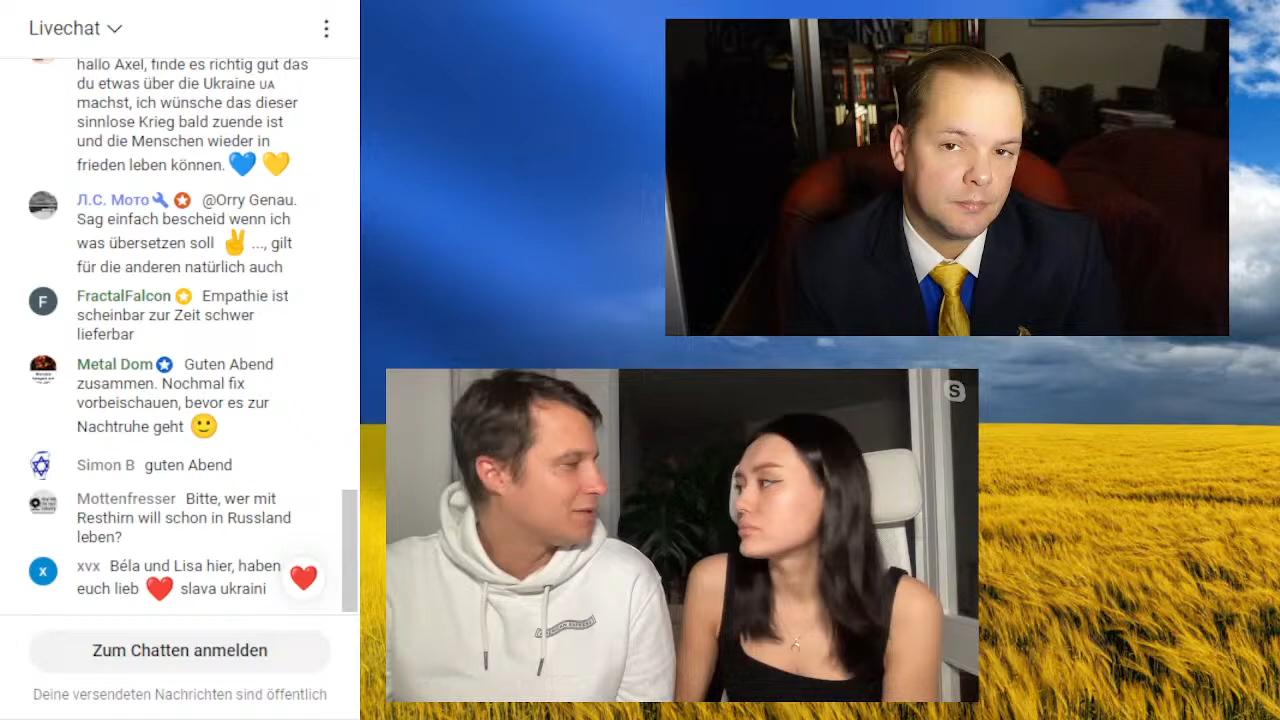 Livechat
hallo Axel, finde es richtig gut das
du etwas über die Ukraine UA
machst, ich wünsche das dieser
sinnlose Krieg bald zuende ist
und die Menschen wieder in
frieden leben können. 💙 💛
Л.С. Мото @Orry Genau.
Sag einfach bescheid wenn ich
was übersetzen soll ✌ ..., gilt
für die anderen natürlich auch
F
FractalFalcon Empathie ist
scheinbar zur Zeit schwer
lieferbar
Metal Dom Guten Abend
zusammen. Nochmal fix
vorbeischauen, bevor es zur
Nachtruhe geht 🙂
Simon B guten Abend
Mottenfresser Bitte, wer mit
Resthirn will schon in Russland
leben?
x
xvx Béla und Lisa hier, haben
euch lieb ❤️ slava ukraini
Zum Chatten anmelden
Deine versendeten Nachrichten sind öffentlich
S